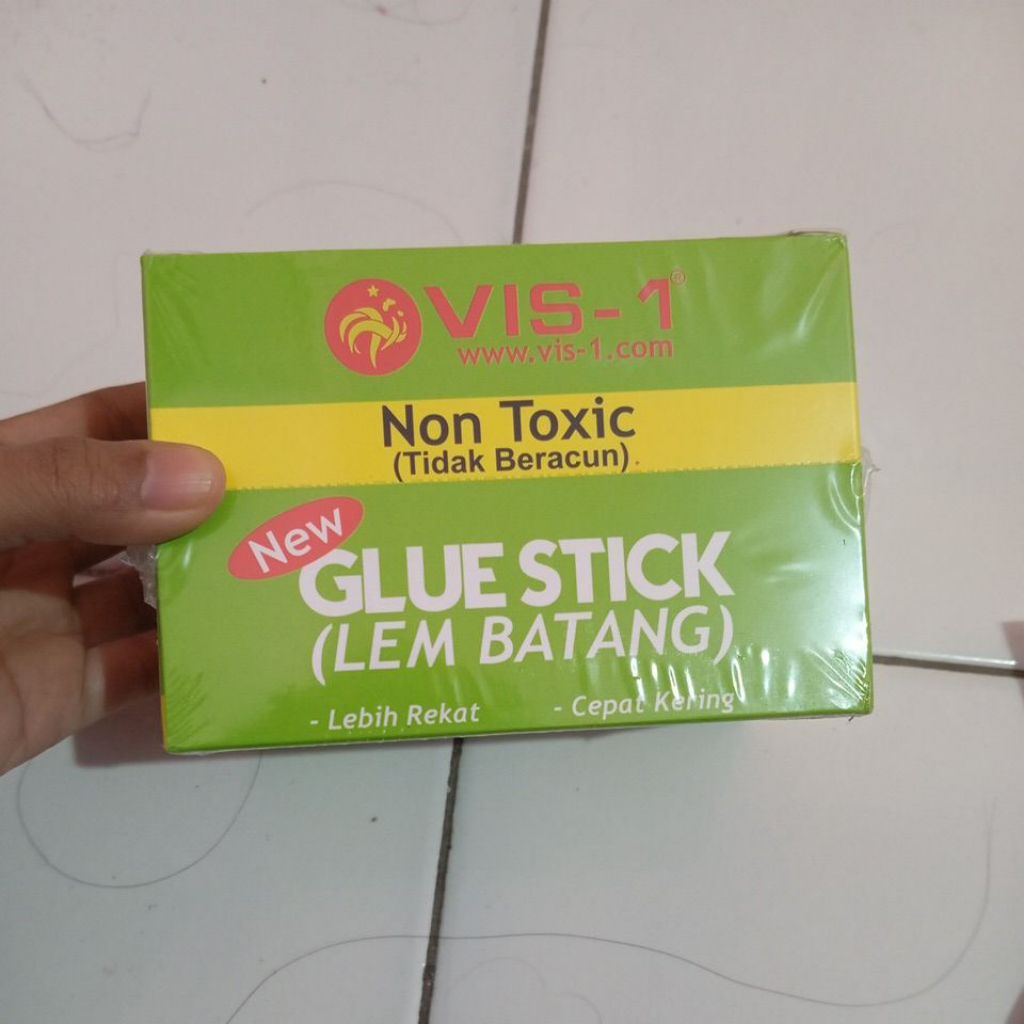 VIS-1®
www.vis-1.com
Non Toxic
(Tidak Beracun)
New
GLUE STICK
(LEM BATANG)
- Lebih Rekat - Cepat Kering